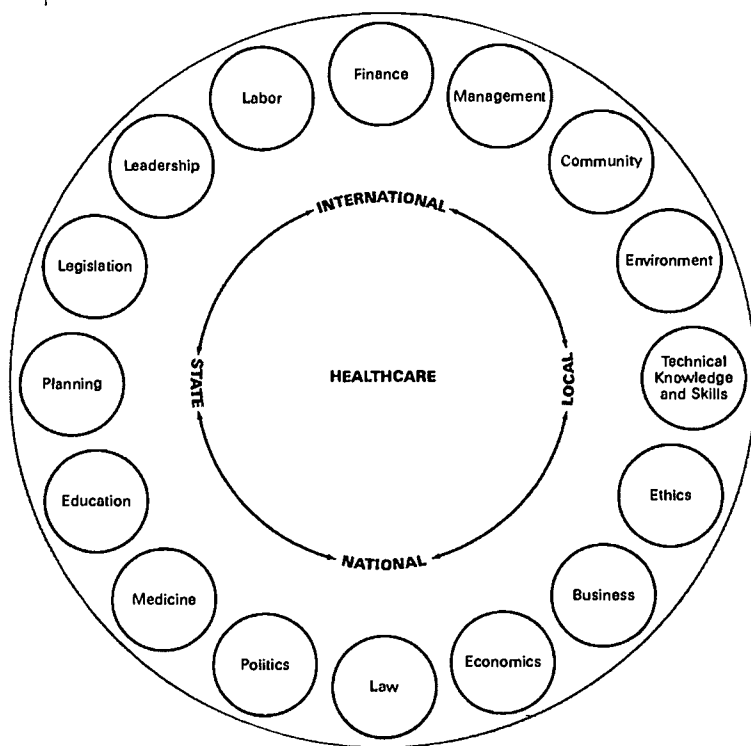 Finance
Management
Community
Environment
Technical
Knowledge
and Skills
Ethics
Business
Economics
Law
Politics
Medicine
Education
Planning
Legislation
Leadership
Labor
INTERNATIONAL
LOCAL
NATIONAL
STATE
HEALTHCARE